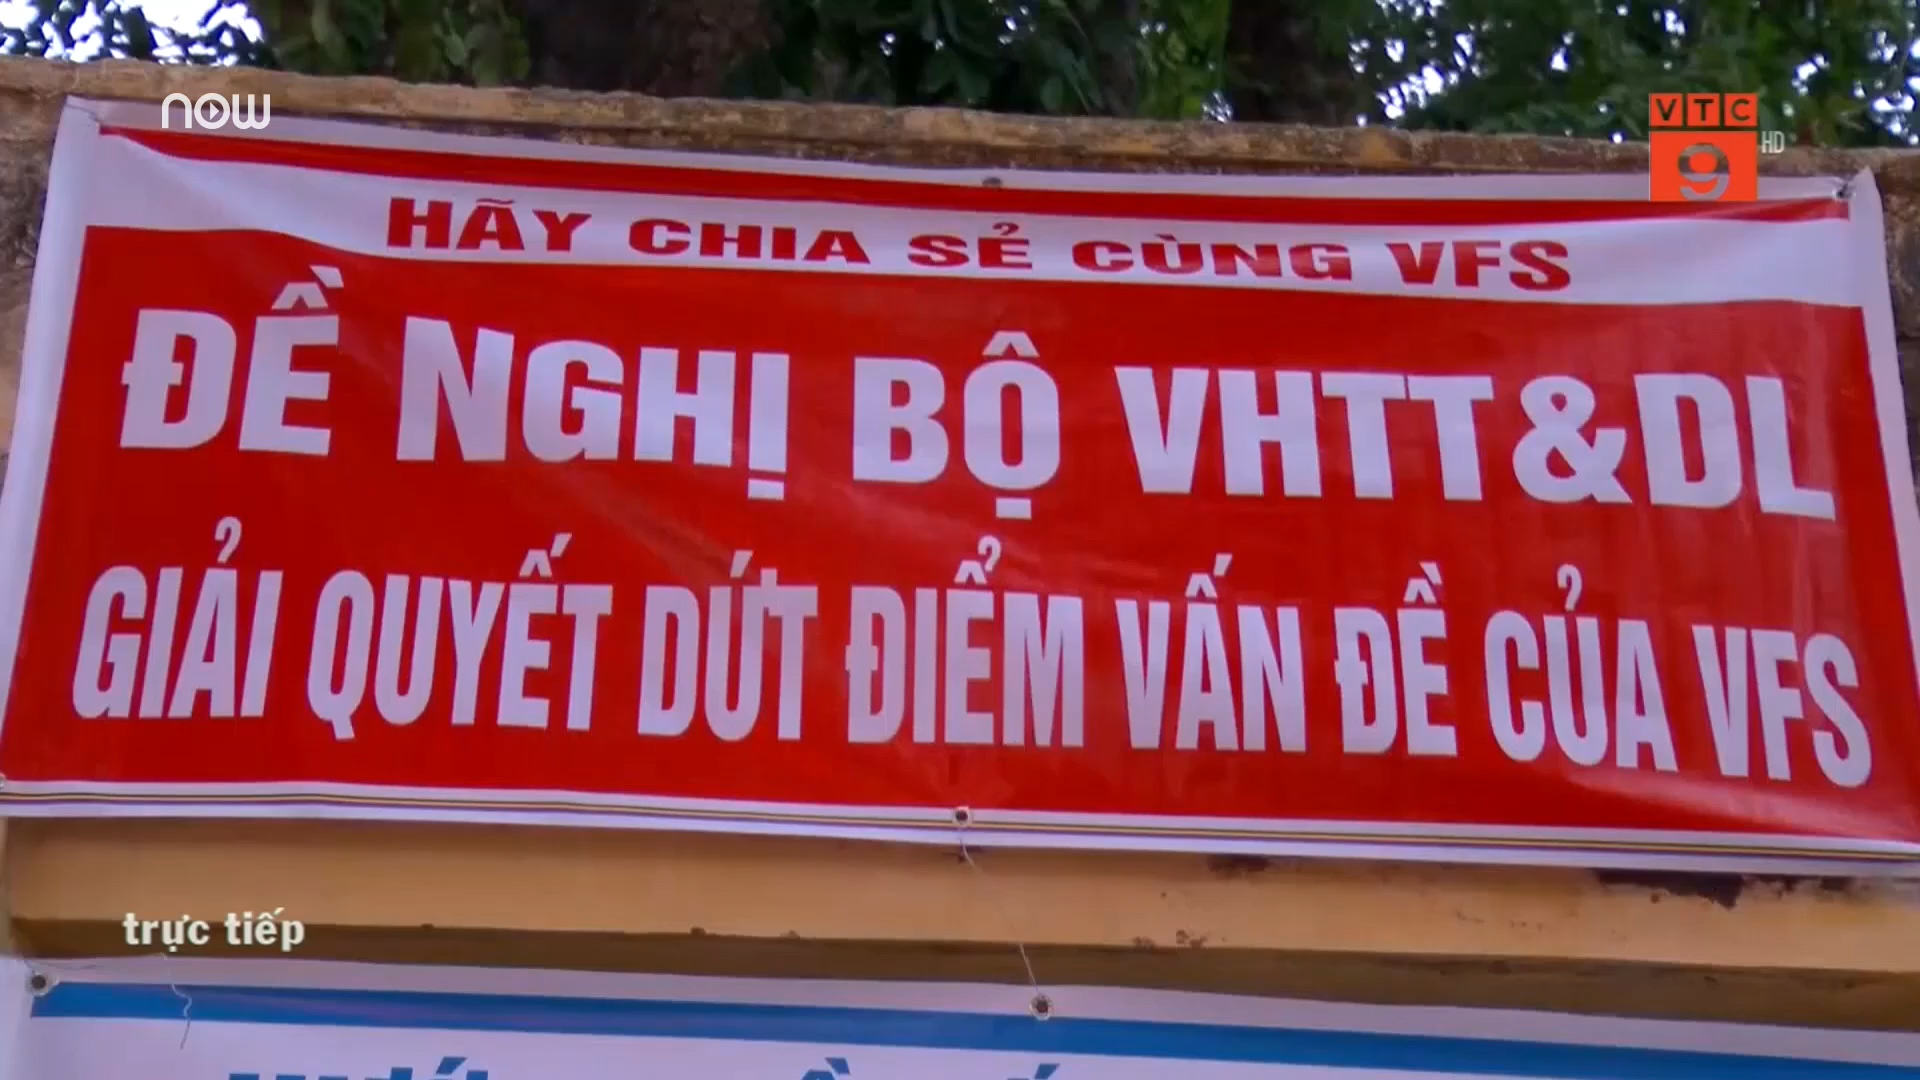 now
VTC
9
HD
HÃY CHIA SẺ CÙNG VFS
ĐỀ NGHỊ BỘ VHTT&DL
GIẢI QUYẾT DỨT ĐIỂM VẤN ĐỀ CỦA VFS
trực tiếp